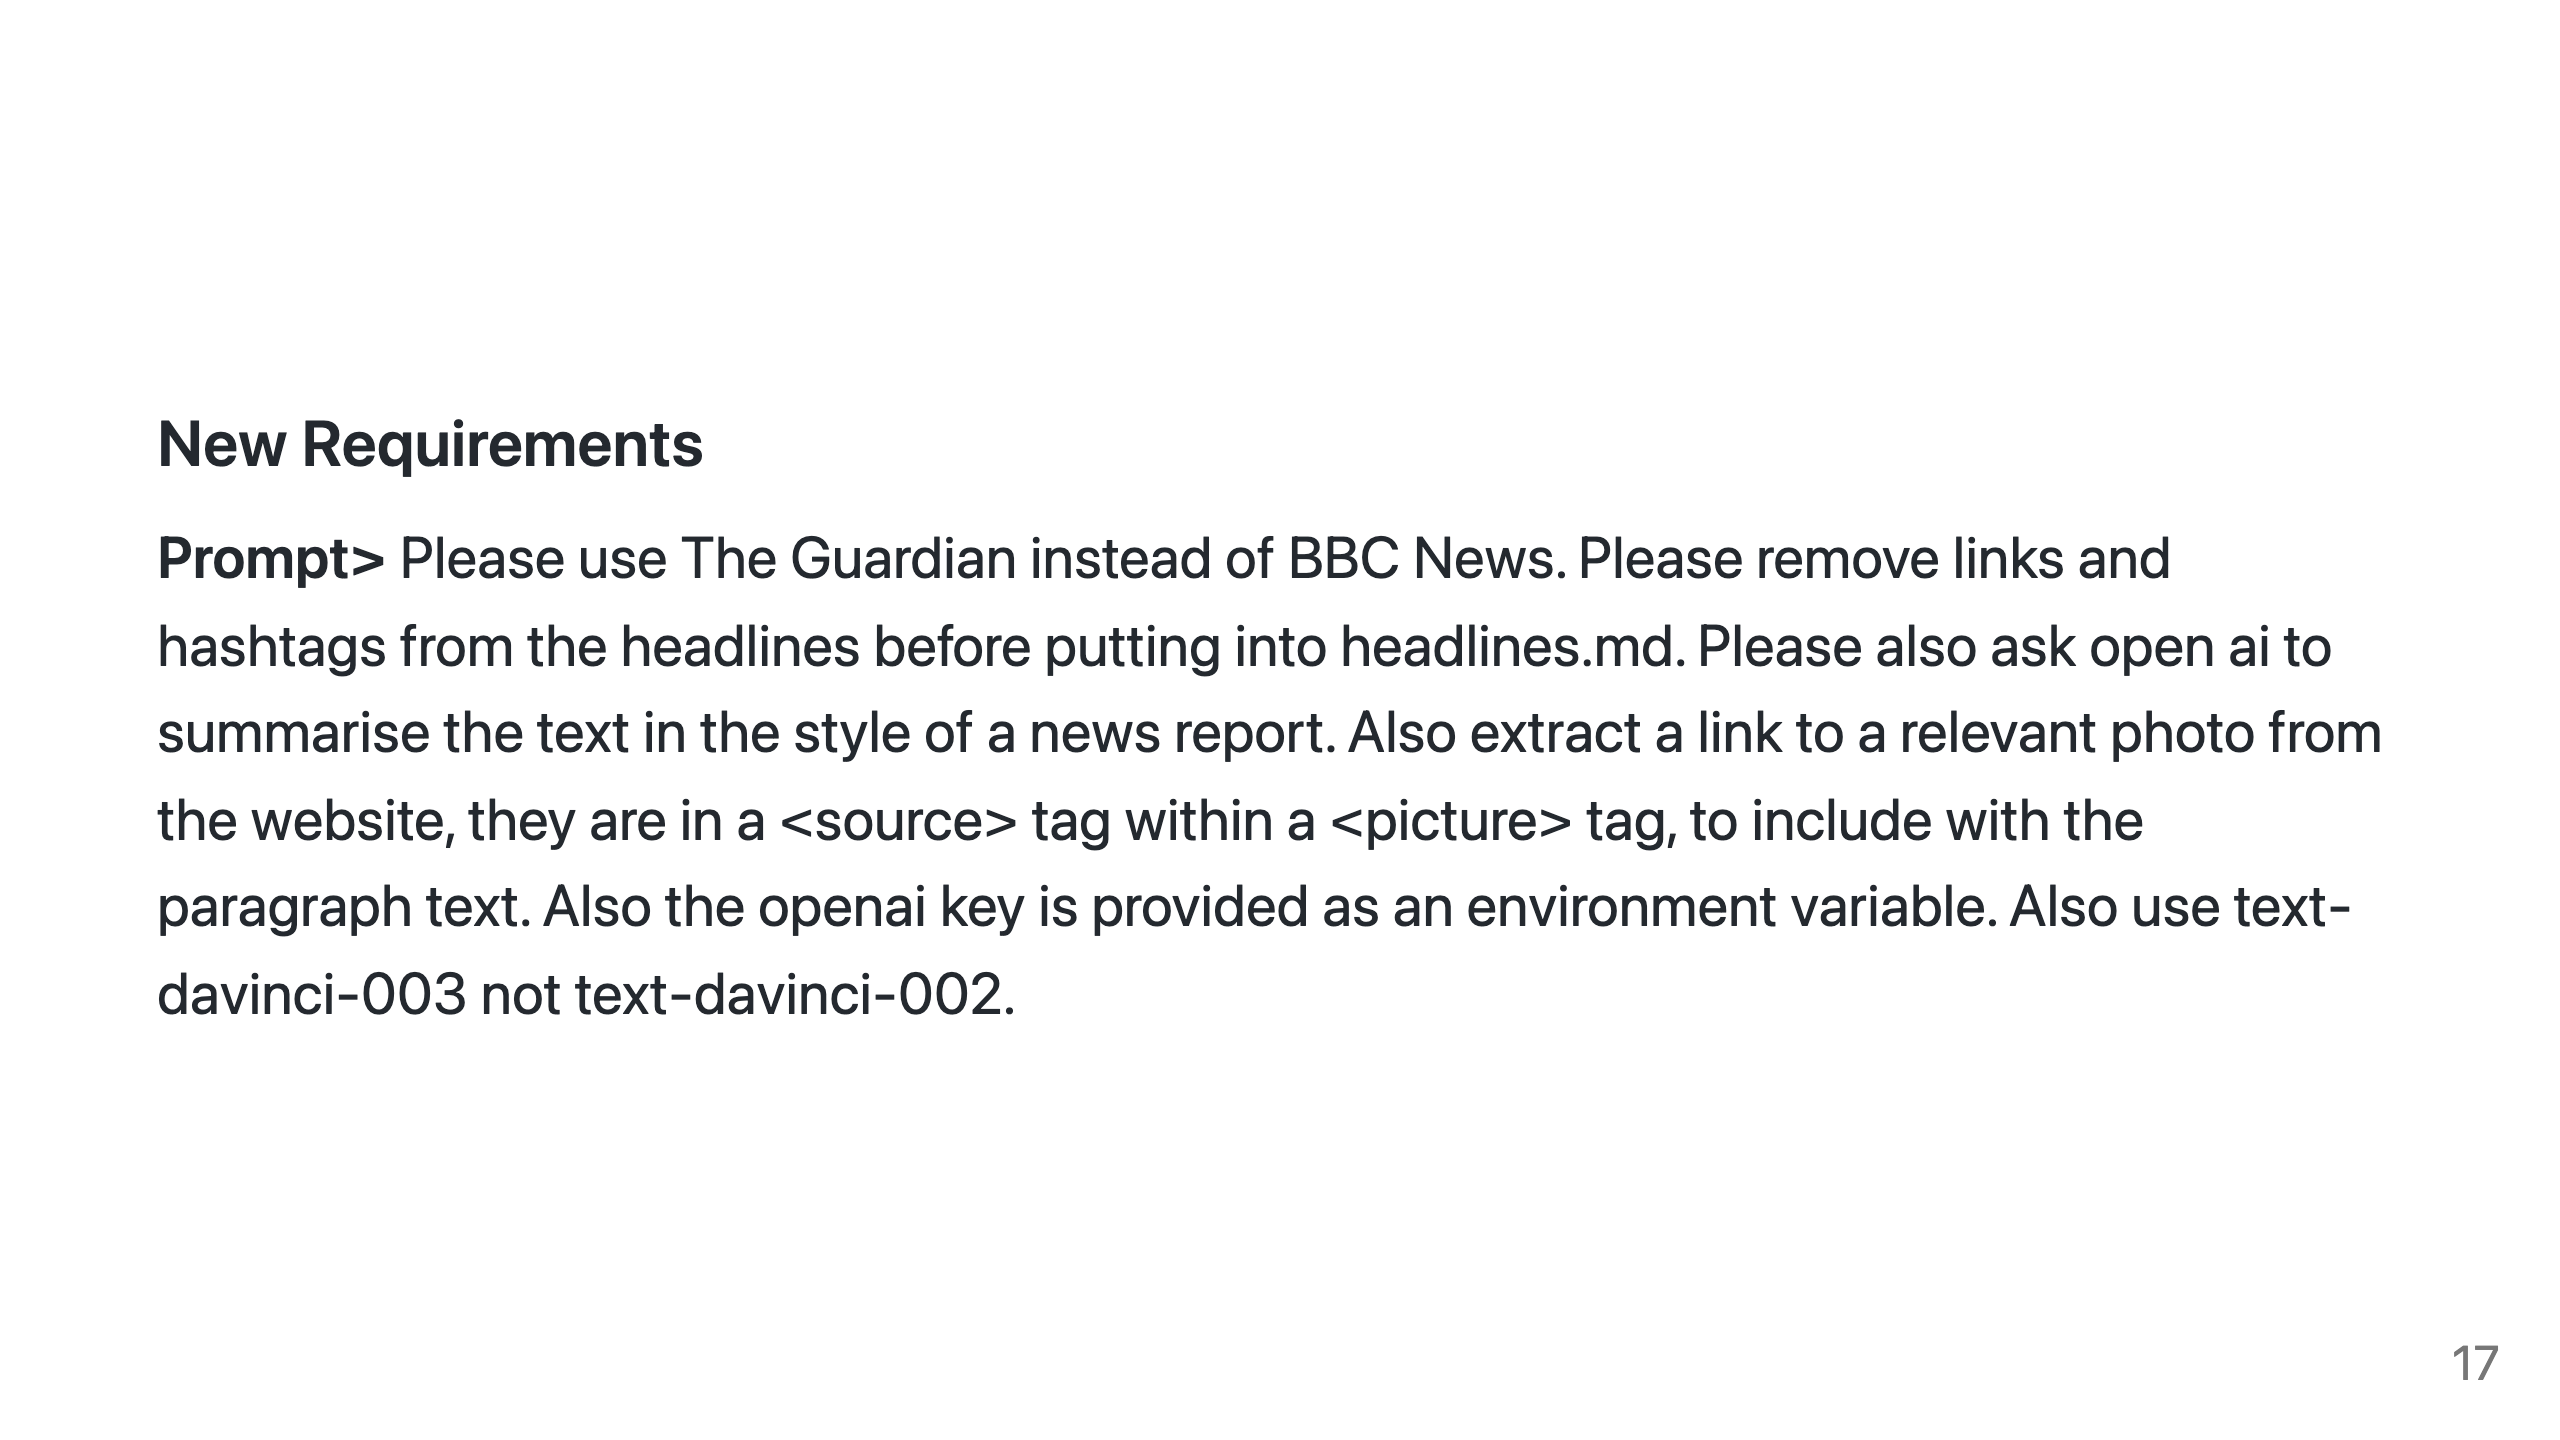 New Requirements
Prompt> Please use The Guardian instead of BBC News. Please remove links and
hashtags from the headlines before putting into headlines.md. Please also ask open ai to
summarise the text in the style of a news report. Also extract a link to a relevant photo from
the website, they are in a <source> tag within a <picture> tag, to include with the
paragraph text. Also the openai key is provided as an environment variable. Also use text-
davinci-003 not text-davinci-002.
17